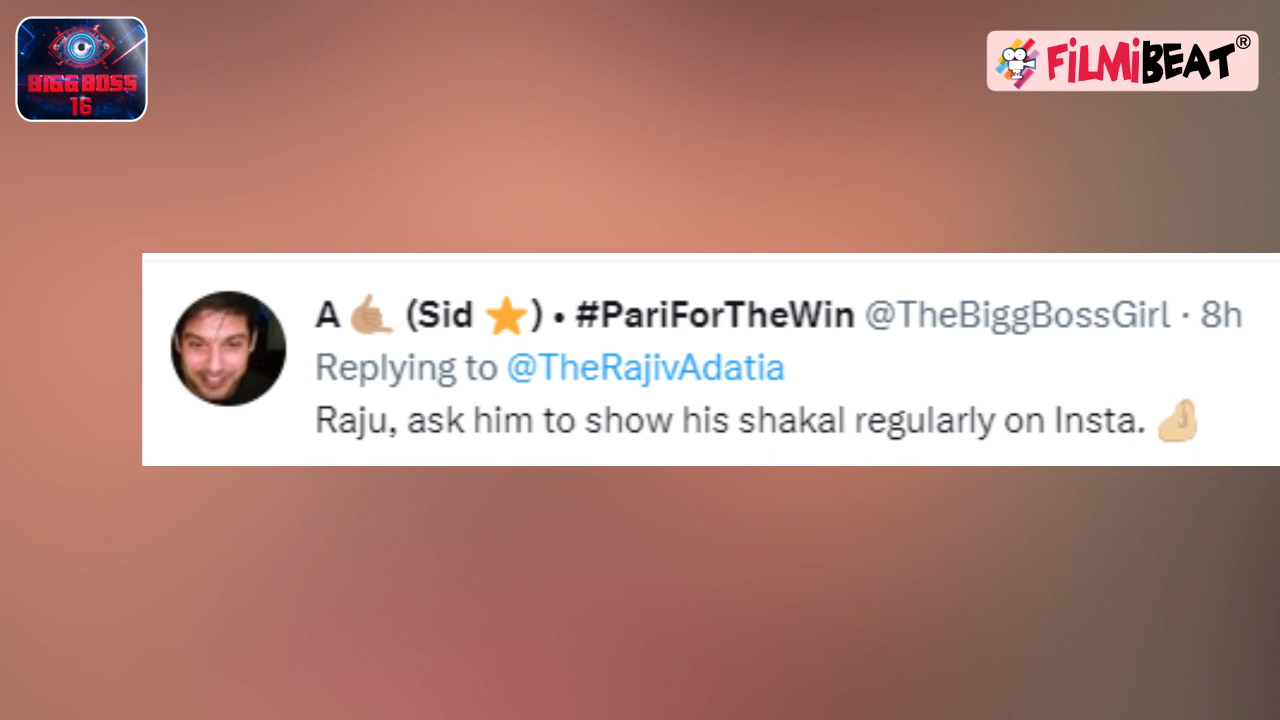 BIGG BOSS
16
FiLMiBEAT®
A 🤙🏼 (Sid ⭐) • #PariForTheWin @TheBiggBossGirl · 8h
Replying to @TheRajivAdatia
Raju, ask him to show his shakal regularly on Insta. 🤌🏼